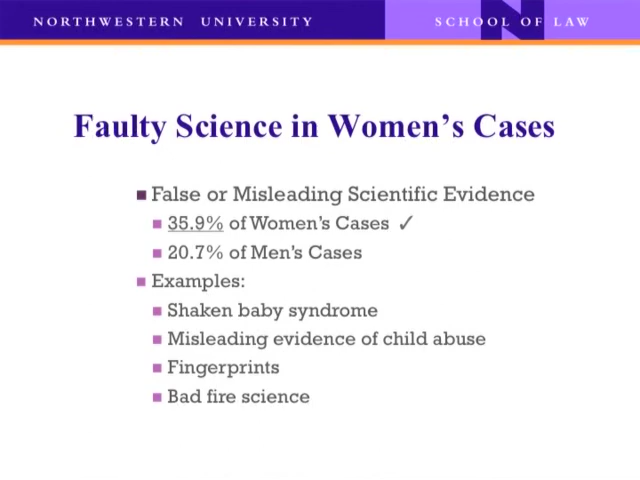 NORTHWESTERN UNIVERSITY SCHOOL OF LAW
Faulty Science in Women's Cases
■ False or Misleading Scientific Evidence
■ 35.9% of Women's Cases ✓
■ 20.7% of Men's Cases
■ Examples:
■ Shaken baby syndrome
■ Misleading evidence of child abuse
■ Fingerprints
■ Bad fire science